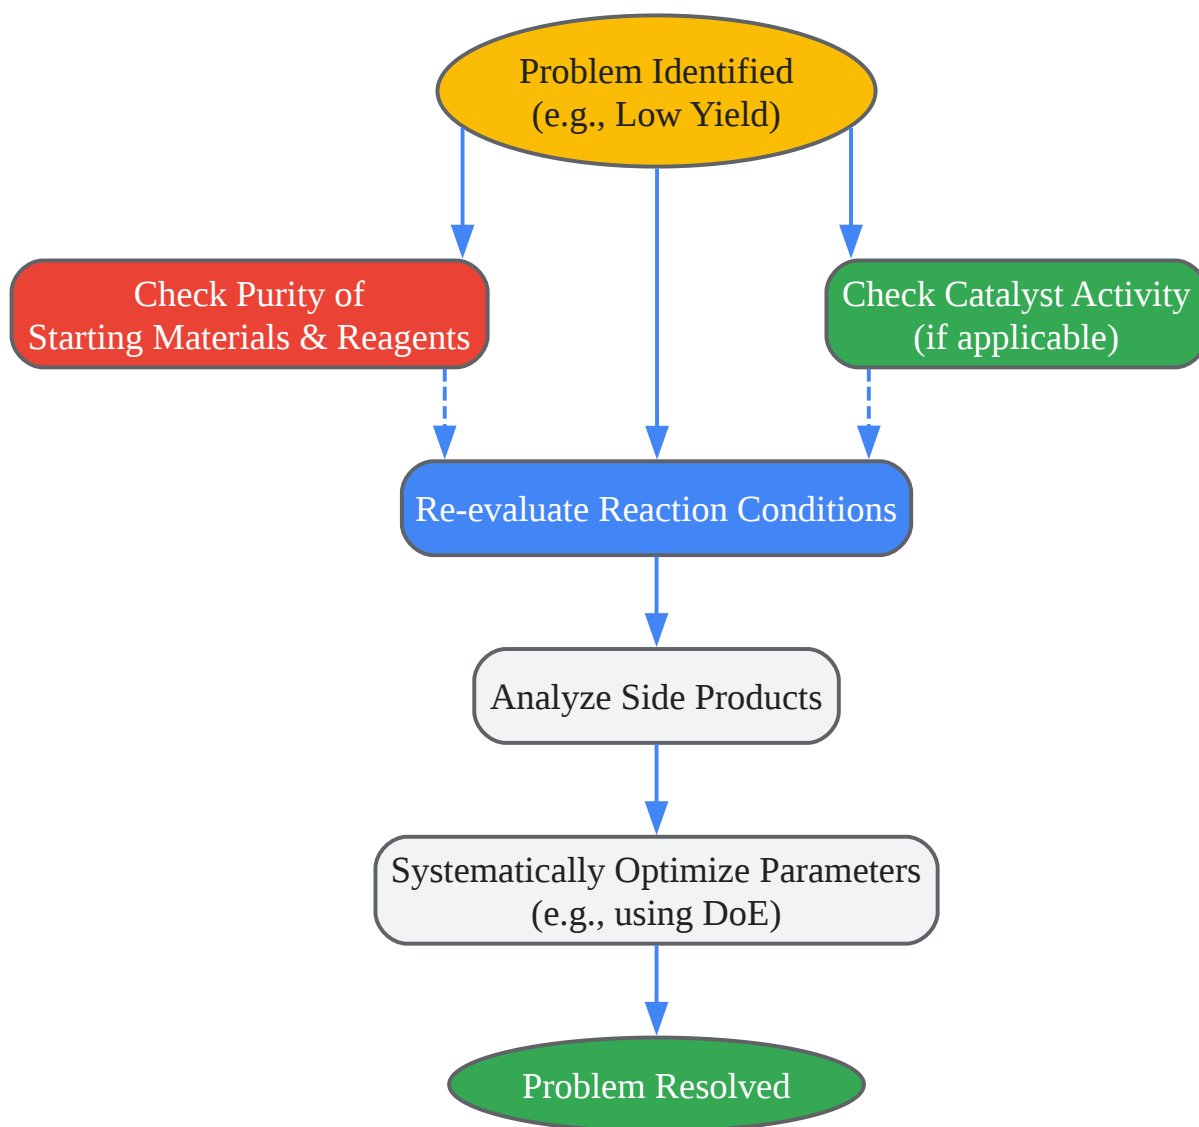 Problem Identified
(e.g., Low Yield)
Check Purity of
Starting Materials & Reagents
Check Catalyst Activity
(if applicable)
Re-evaluate Reaction Conditions
Analyze Side Products
Systematically Optimize Parameters
(e.g., using DoE)
Problem Resolved